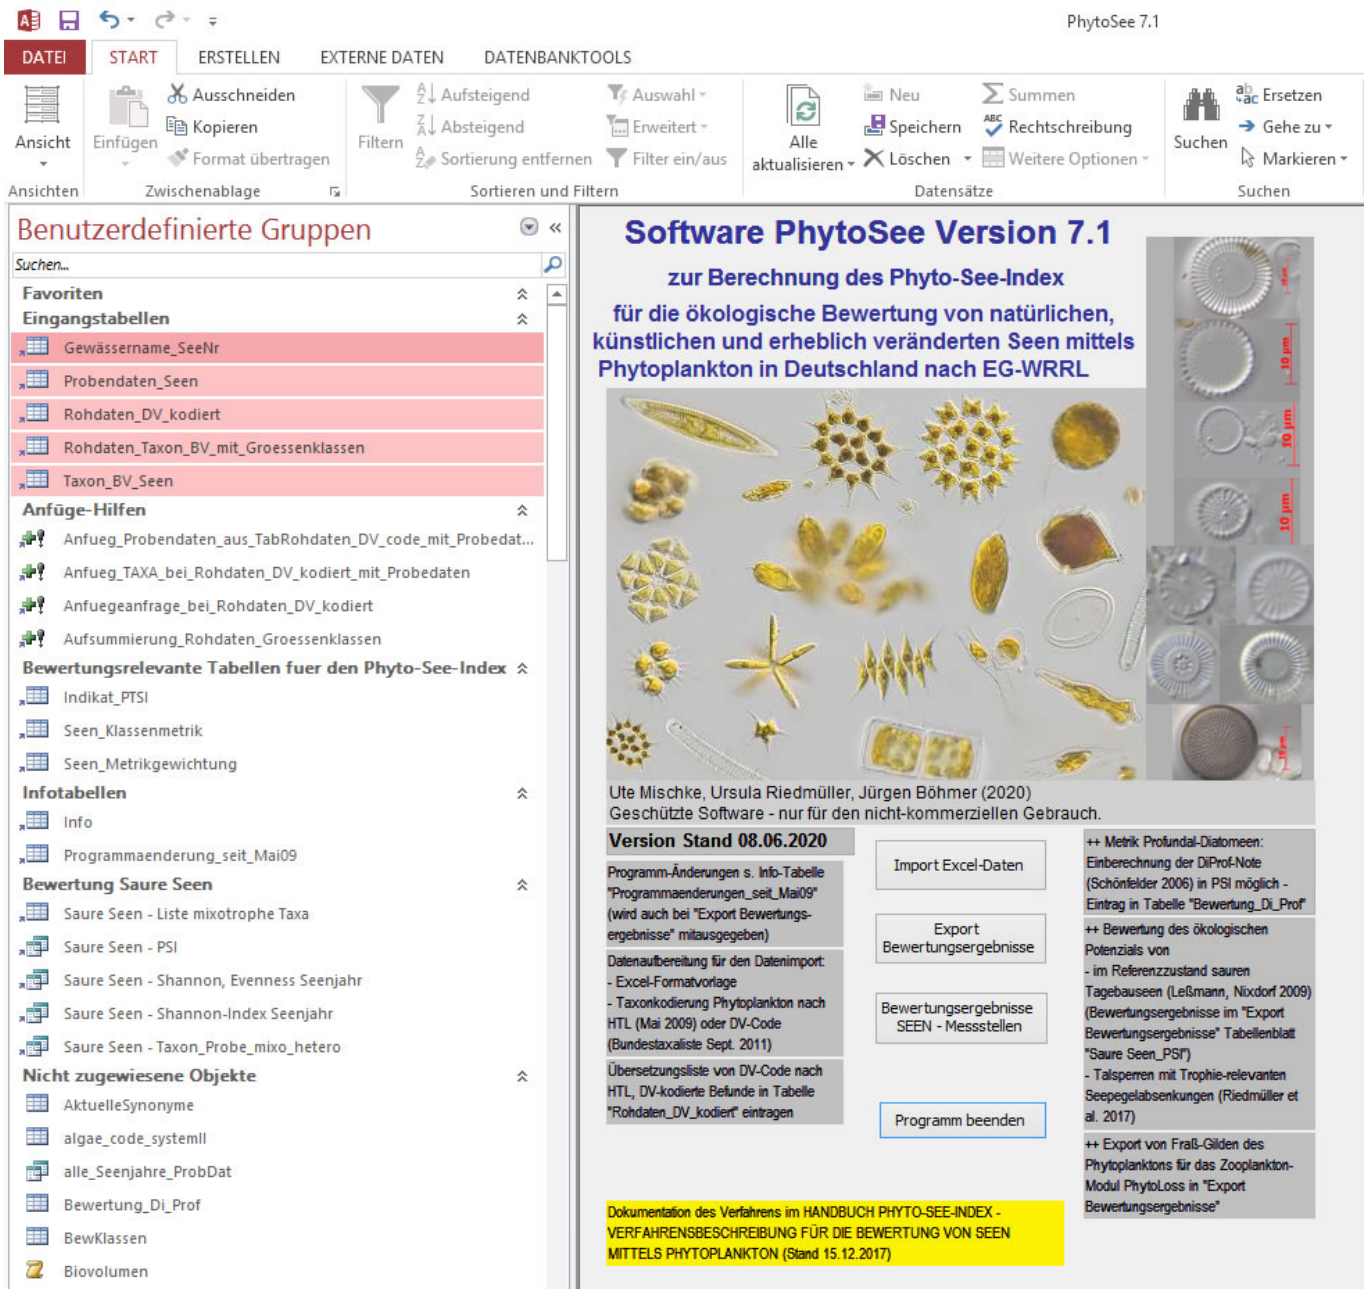 PhytoSee 7.1
DATEI START ERSTELLEN EXTERNE DATEN DATENBANKTOOLS
Ansicht
Ansichten
Einfügen
Ausschneiden
Kopieren
Format übertragen
Zwischenablage
Filtern
Aufsteigend
Absteigend
Sortierung entfernen
Auswahl
Erweitert
Filter ein/aus
Sortieren und Filtern
Alle
aktualisieren
Neu
Speichern
Löschen
Summen
Rechtschreibung
Weitere Optionen
Datensätze
Suchen
Ersetzen
Gehe zu
Markieren
Suchen
Benutzerdefinierte Gruppen
Suchen...
Favoriten
Eingangstabellen
Gewässername_SeeNr
Probendaten_Seen
Rohdaten_DV_kodiert
Rohdaten_Taxon_BV_mit_Groessenklassen
Taxon_BV_Seen
Anfüge-Hilfen
Anfueg_Probendaten_aus_TabRohdaten_DV_code_mit_Probedat...
Anfueg_TAXA_bei_Rohdaten_DV_kodiert_mit_Probedaten
Anfuegeanfrage_bei_Rohdaten_DV_kodiert
Aufsummierung_Rohdaten_Groessenklassen
Bewertungsrelevante Tabellen fuer den Phyto-See-Index
Indikat_PTSI
Seen_Klassenmetrik
Seen_Metrikgewichtung
Infotabellen
Info
Programmaenderung_seit_Mai09
Bewertung Saure Seen
Saure Seen - Liste mixotrophe Taxa
Saure Seen - PSI
Saure Seen - Shannon, Evenness Seenjahr
Saure Seen - Shannon-Index Seenjahr
Saure Seen - Taxon_Probe_mixo_hetero
Nicht zugewiesene Objekte
AktuelleSynonyme
algae_code_systemII
alle_Seenjahre_ProbDat
Bewertung_Di_Prof
BewKlassen
Biovolumen
Software PhytoSee Version 7.1
zur Berechnung des Phyto-See-Index
für die ökologische Bewertung von natürlichen,
künstlichen und erheblich veränderten Seen mittels
Phytoplankton in Deutschland nach EG-WRRL
10 µm
10 µm
10 µm
10 µm
10 µm
Ute Mischke, Ursula Riedmüller, Jürgen Böhmer (2020)
Geschützte Software - nur für den nicht-kommerziellen Gebrauch.
Version Stand 08.06.2020
Programm-Änderungen s. Info-Tabelle
"Programmaenderungen_seit_Mai09"
(wird auch bei "Export Bewertungs-
ergebnisse" mitausgegeben)
Datenaufbereitung für den Datenimport:
- Excel-Formatvorlage
- Taxonkodierung Phytoplankton nach
HTL (Mai 2009) oder DV-Code
(Bundestaxaliste Sept. 2011)
Übersetzungsliste von DV-Code nach
HTL, DV-kodierte Befunde in Tabelle
"Rohdaten_DV_kodiert" eintragen
Import Excel-Daten
Export
Bewertungsergebnisse
Bewertungsergebnisse
SEEN - Messstellen
Programm beenden
++ Metrik Profundal-Diatomeen:
Einberechnung der DiProf-Note
(Schönfelder 2006) in PSI möglich -
Eintrag in Tabelle "Bewertung_Di_Prof"
++ Bewertung des ökologischen
Potenzials von
- im Referenzzustand sauren
Tagebauseen (Leßmann, Nixdorf 2009)
(Bewertungsergebnisse im "Export
Bewertungsergebnisse" Tabellenblatt
"Saure Seen_PSI")
- Talsperren mit Trophie-relevanten
Seepegelabsenkungen (Riedmüller et
al. 2017)
++ Export von Fraß-Gilden des
Phytoplanktons für das Zooplankton-
Modul PhytoLoss in "Export
Bewertungsergebnisse"
Dokumentation des Verfahrens im HANDBUCH PHYTO-SEE-INDEX -
VERFAHRENSBESCHREIBUNG FÜR DIE BEWERTUNG VON SEEN
MITTELS PHYTOPLANKTON (Stand 15.12.2017)